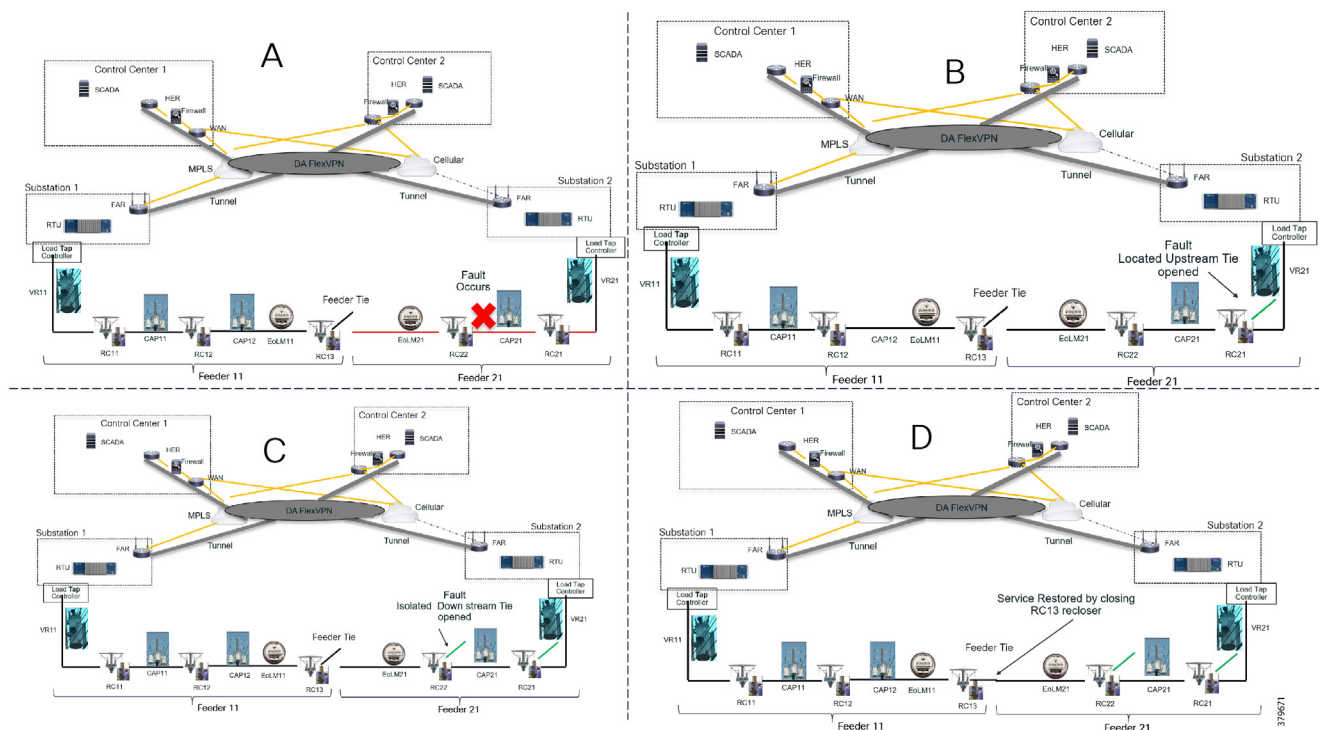 A
Control Center 1
SCADA
HER
Firewall
WAN
Control Center 2
HER
SCADA
Firewall
DA FlexVPN
MPLS
Cellular
Substation 1
FAR
RTU
Tunnel
Substation 2
FAR
RTU
Load Tap
Controller
Load Tap
Controller
VR11
VR21
Fault
Occurs
Feeder Tie
RC11
CAP11
RC12
CAP12
EoLM11
RC13
EoLM21
RC22
CAP21
RC21
Feeder 11
Feeder 21
B
Control Center 1
SCADA
HER
Firewall
WAN
Control Center 2
HER
SCADA
Firewall
DA FlexVPN
MPLS
Cellular
Substation 1
FAR
RTU
Tunnel
Substation 2
FAR
RTU
Load Tap
Controller
Load Tap
Controller
VR11
VR21
Fault
Located Upstream Tie
opened
Feeder Tie
RC11
CAP11
RC12
CAP12
EoLM11
RC13
EoLM21
RC22
CAP21
RC21
Feeder 11
Feeder 21
C
Control Center 1
SCADA
HER
Firewall
WAN
Control Center 2
HER
SCADA
Firewall
DA FlexVPN
MPLS
Cellular
Substation 1
FAR
RTU
Tunnel
Substation 2
FAR
RTU
Load Tap
Controller
Load Tap
Controller
VR11
VR21
Fault
Isolated Down stream Tie
opened
Feeder Tie
RC11
CAP11
RC12
CAP12
EoLM11
RC13
EoLM21
RC22
CAP21
RC21
Feeder 11
Feeder 21
D
Control Center 1
SCADA
HER
Firewall
WAN
Control Center 2
HER
SCADA
Firewall
DA FlexVPN
MPLS
Cellular
Substation 1
FAR
RTU
Tunnel
Substation 2
FAR
RTU
Load Tap
Controller
Load Tap
Controller
VR11
VR21
Service Restored by closing
RC13 recloser
Feeder Tie
RC11
CAP11
RC12
CAP12
EoLM11
RC13
EoLM21
RC22
CAP21
RC21
Feeder 11
Feeder 21
379671